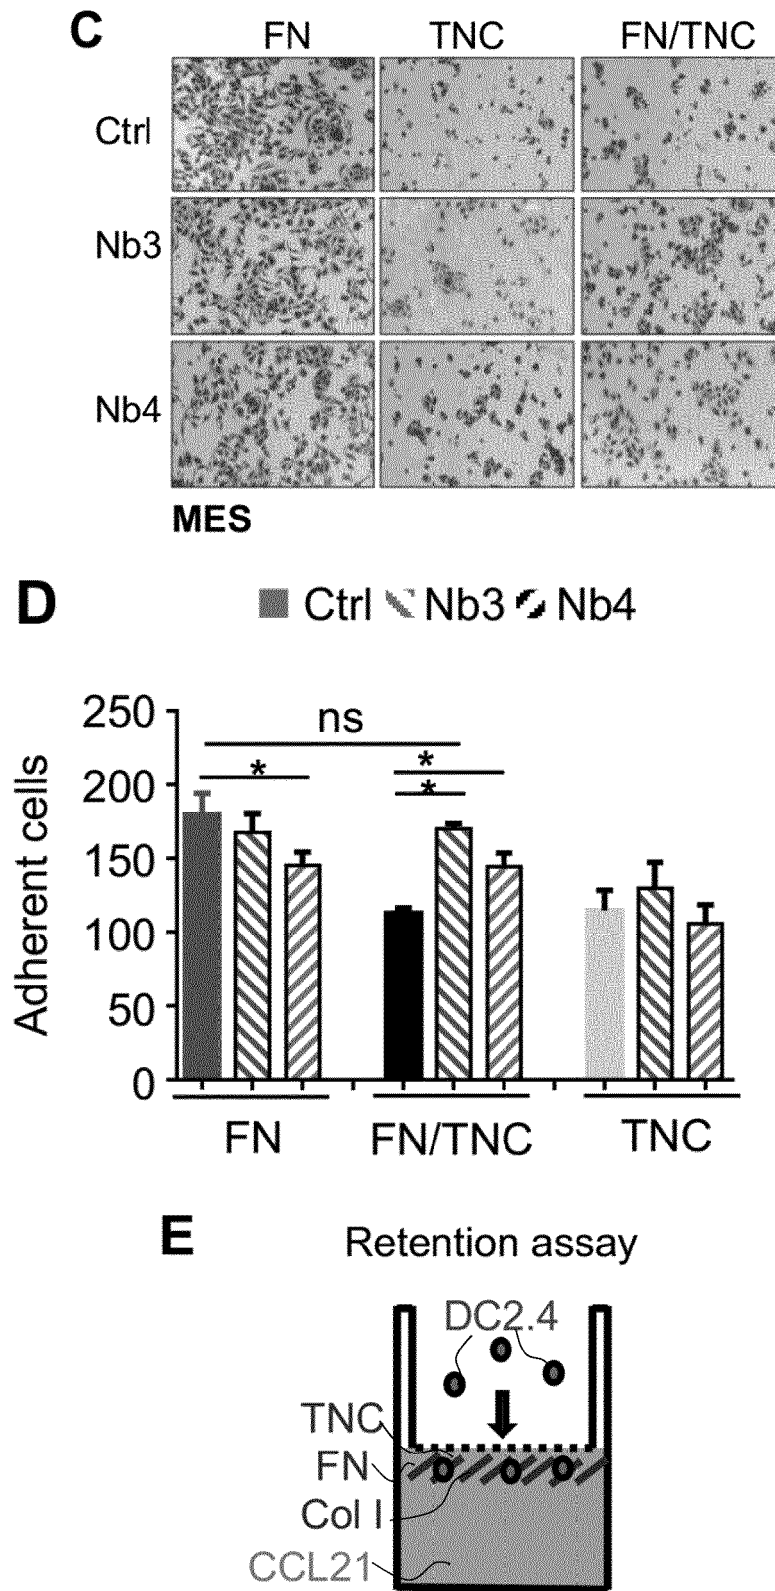 C
FN TNC FN/TNC
Ctrl
Nb3
Nb4
MES
D
Ctrl Nb3 Nb4
250
200
150
100
50
0
Adherent cells
ns
*
*
*
FN FN/TNC TNC
E Retention assay
DC2.4
TNC
FN
Col I
CCL21